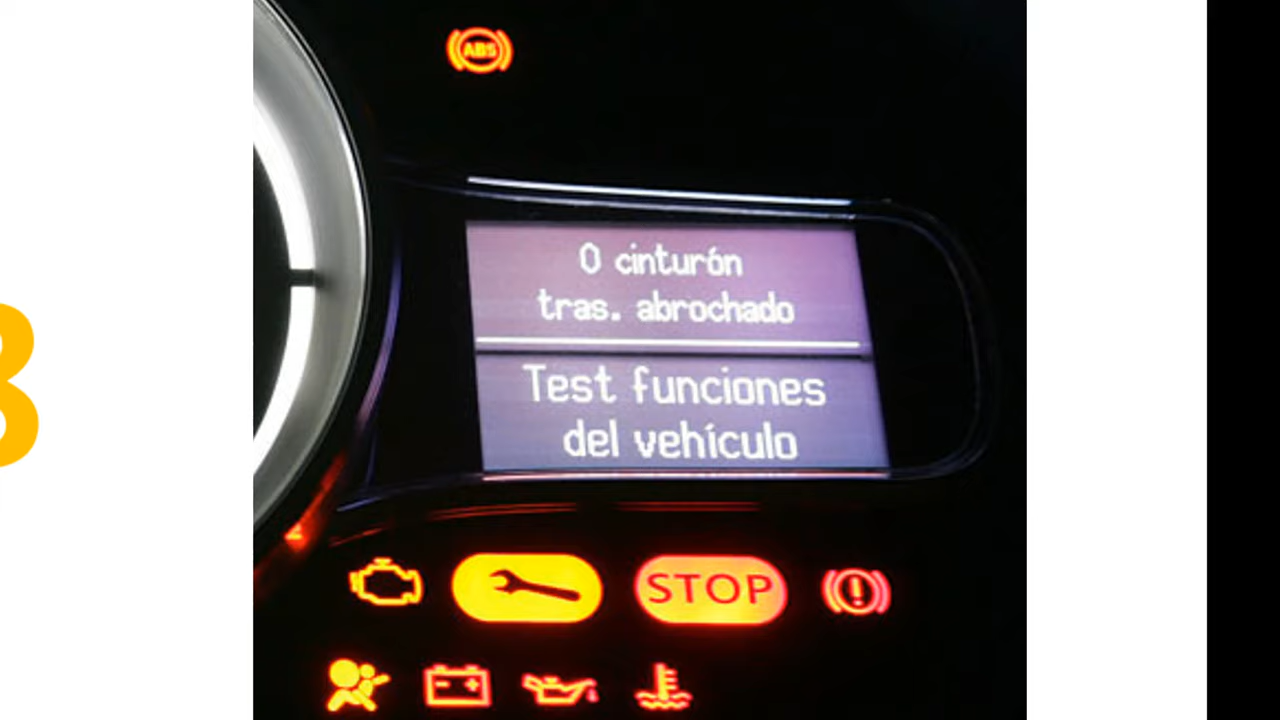 ABS
0 cinturón
tras. abrochado
Test funciones
del vehículo
STOP